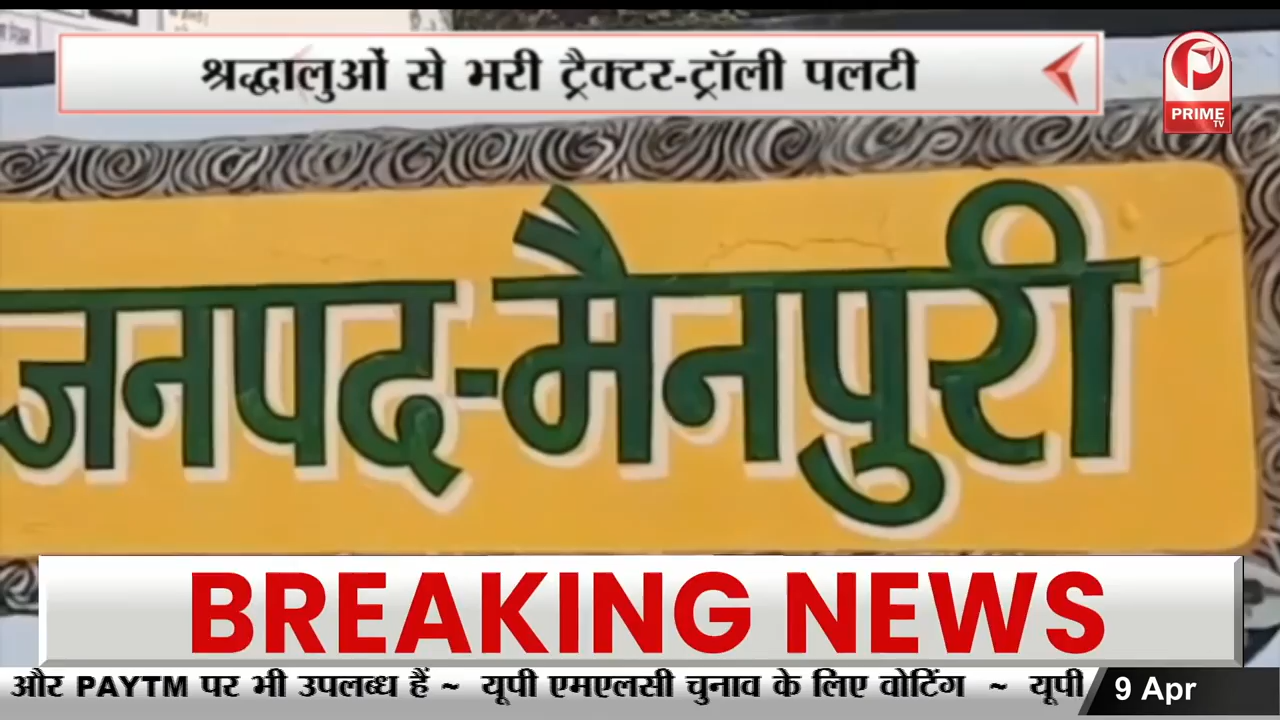 श्रद्धालुओं से भरी ट्रैक्टर-ट्रॉली पलटी
PRIME
TV
जनपद-मैनपुरी
BREAKING NEWS
और PAYTM पर भी उपलब्ध हैं ~ यूपी एमएलसी चुनाव के लिए वोटिंग ~ यूपी
9 Apr